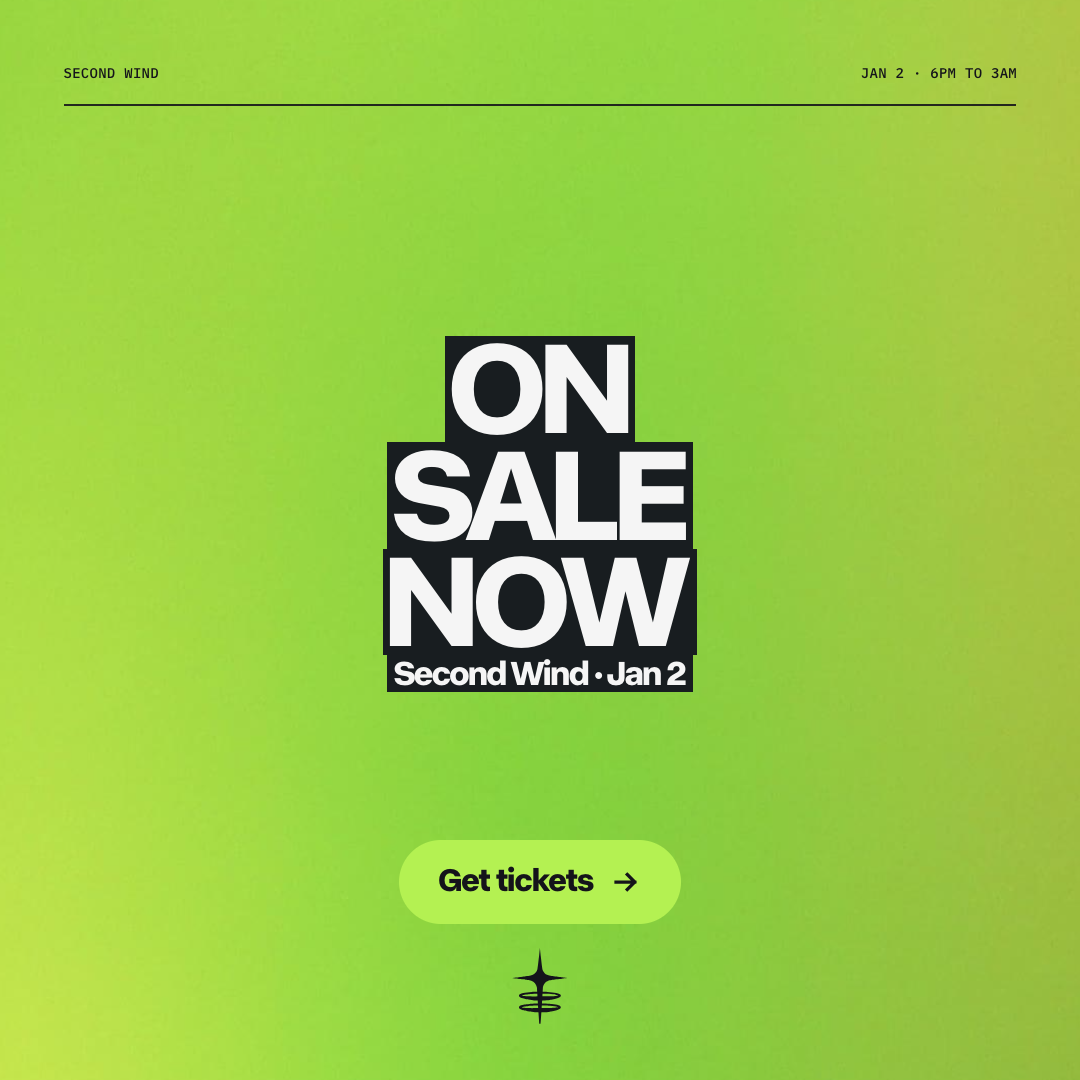 SECOND WIND
JAN 2 · 6PM TO 3AM
ON
SALE
NOW
Second Wind · Jan 2
Get tickets →